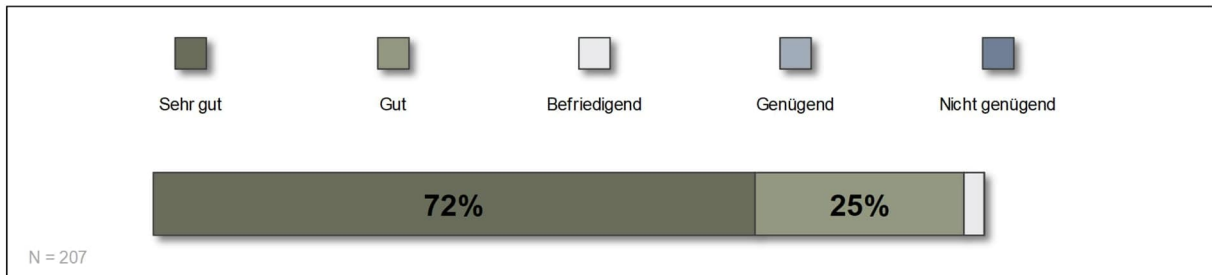 Sehr gut
Gut
Befriedigend
Genügend
Nicht genügend
72%
25%
N = 207